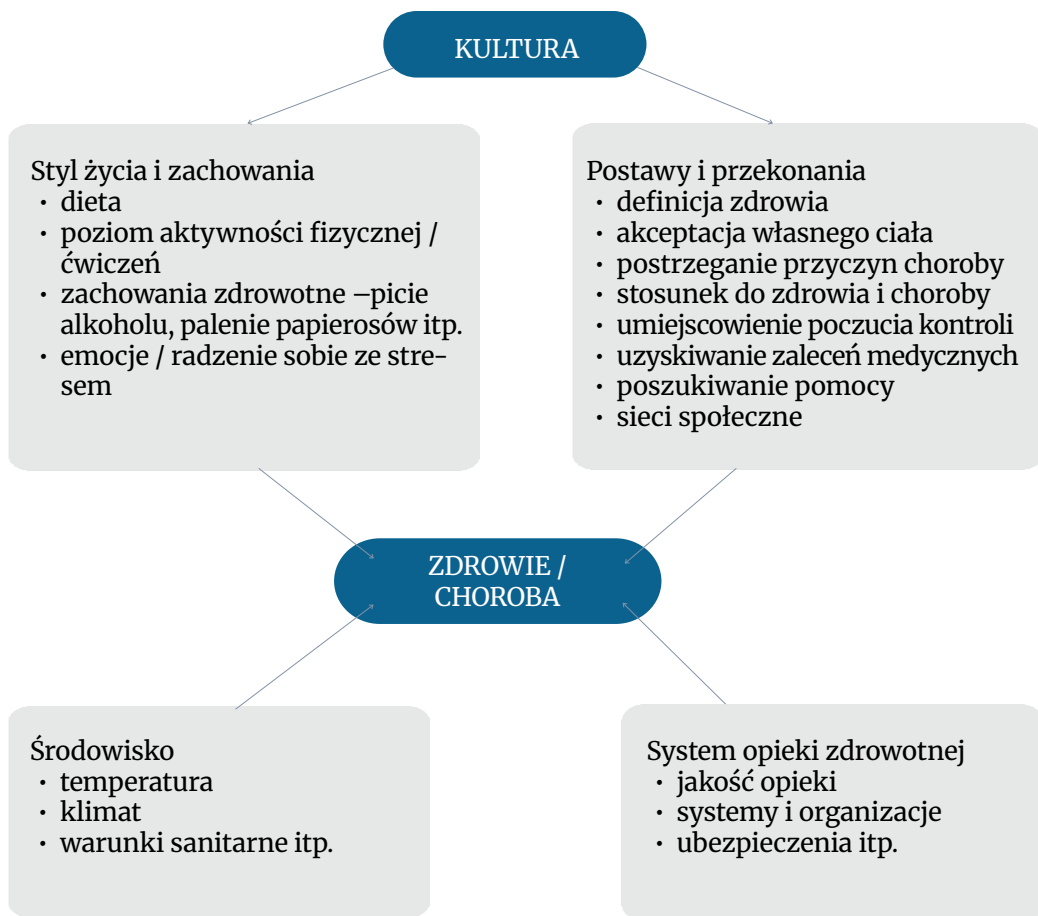 KULTURA
Styl życia i zachowania
· dieta
· poziom aktywności fizycznej /
ćwiczeń
· zachowania zdrowotne –picie
alkoholu, palenie papierosów itp.
· emocje / radzenie sobie ze stre-
sem
Postawy i przekonania
· definicja zdrowia
· akceptacja własnego ciała
· postrzeganie przyczyn choroby
· stosunek do zdrowia i choroby
· umiejscowienie poczucia kontroli
· uzyskiwanie zaleceń medycznych
· poszukiwanie pomocy
· sieci społeczne
ZDROWIE /
CHOROBA
Środowisko
· temperatura
· klimat
· warunki sanitarne itp.
System opieki zdrowotnej
· jakość opieki
· systemy i organizacje
· ubezpieczenia itp.